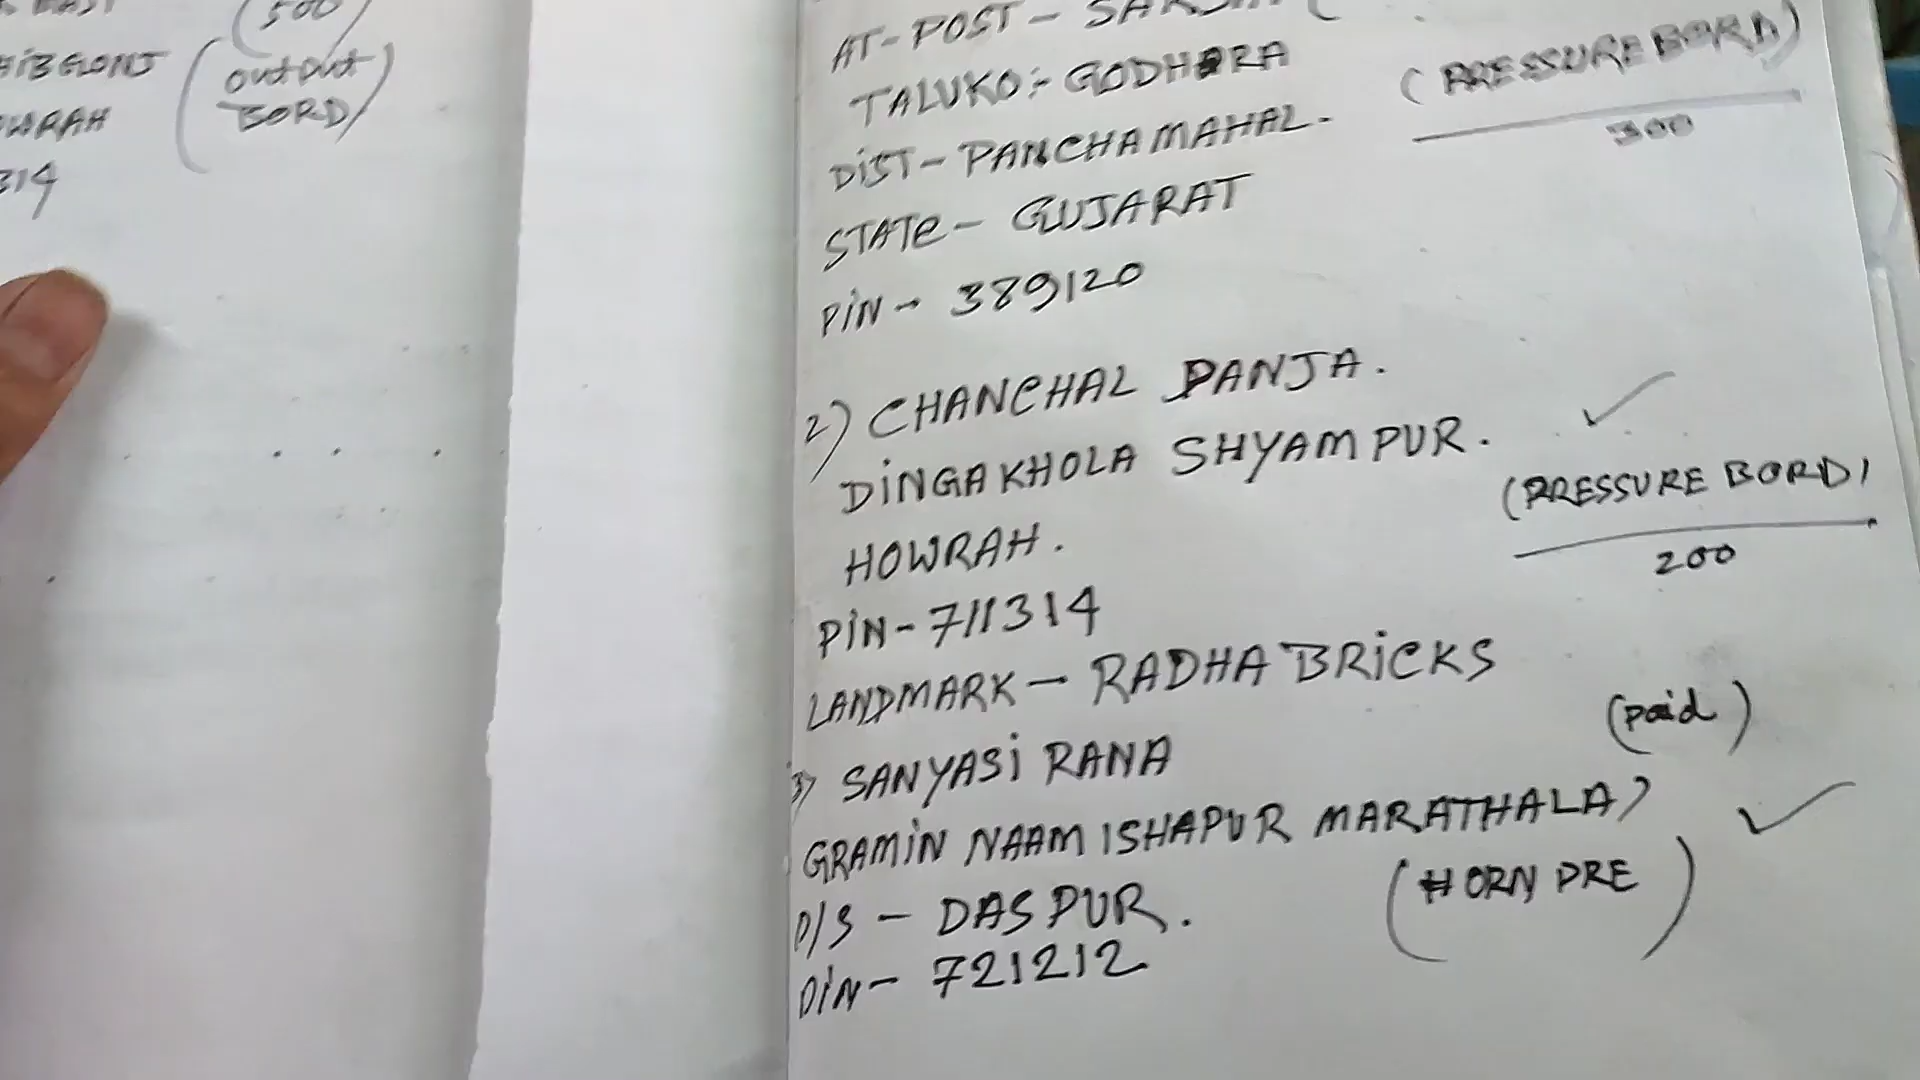 (500)
(OUTPUT
BORD)
314
AT-POST-
TALUKO:- GODHARA
(PRESSURE BORD)
300
DiST- PANCHAMAHAL.
STATe- GUJARAT
PiN- 389120
2) CHANCHAL PANJA.
DiNGAKHOLA SHYAMPUR.
(PRESSURE BORD)
200
HOWRAH.
PiN-711314
LANDMARK - RADHA BRiCKS
(paid)
3) SANYASi RANA
GRAMiN NAAM ISHAPUR MARATHALA)
(HORN PRE)
P/S - DASPUR.
PiN- 721212